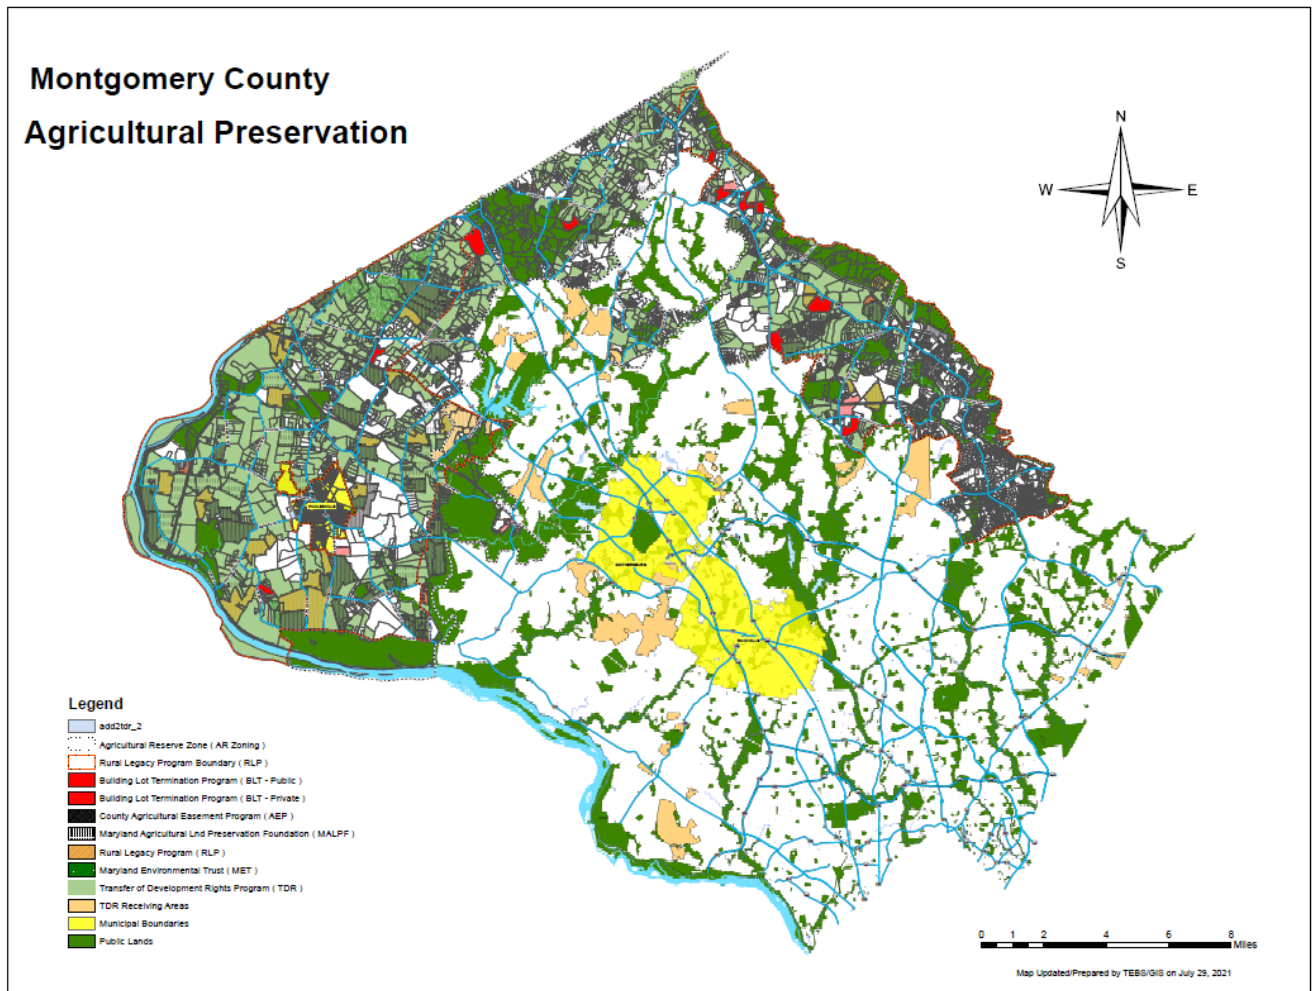 Montgomery County
Agricultural Preservation
N
W
E
S
POOLESVILLE
GAITHERSBURG
ROCKVILLE
Legend
add2tdr_2
Agricultural Reserve Zone ( AR Zoning )
Rural Legacy Program Boundary ( RLP )
Building Lot Termination Program ( BLT - Public )
Building Lot Termination Program ( BLT - Private )
County Agricultural Easement Program ( AEP )
Maryland Agricultural Lnd Preservation Foundation ( MALPF )
Rural Legacy Program ( RLP )
Maryland Environmental Trust ( MET )
Transfer of Development Rights Program ( TDR )
TDR Receiving Areas
Municipal Boundaries
Public Lands
0 1 2 4 6 8
Miles
Map Updated/Prepared by TEBS/GIS on July 29, 2021